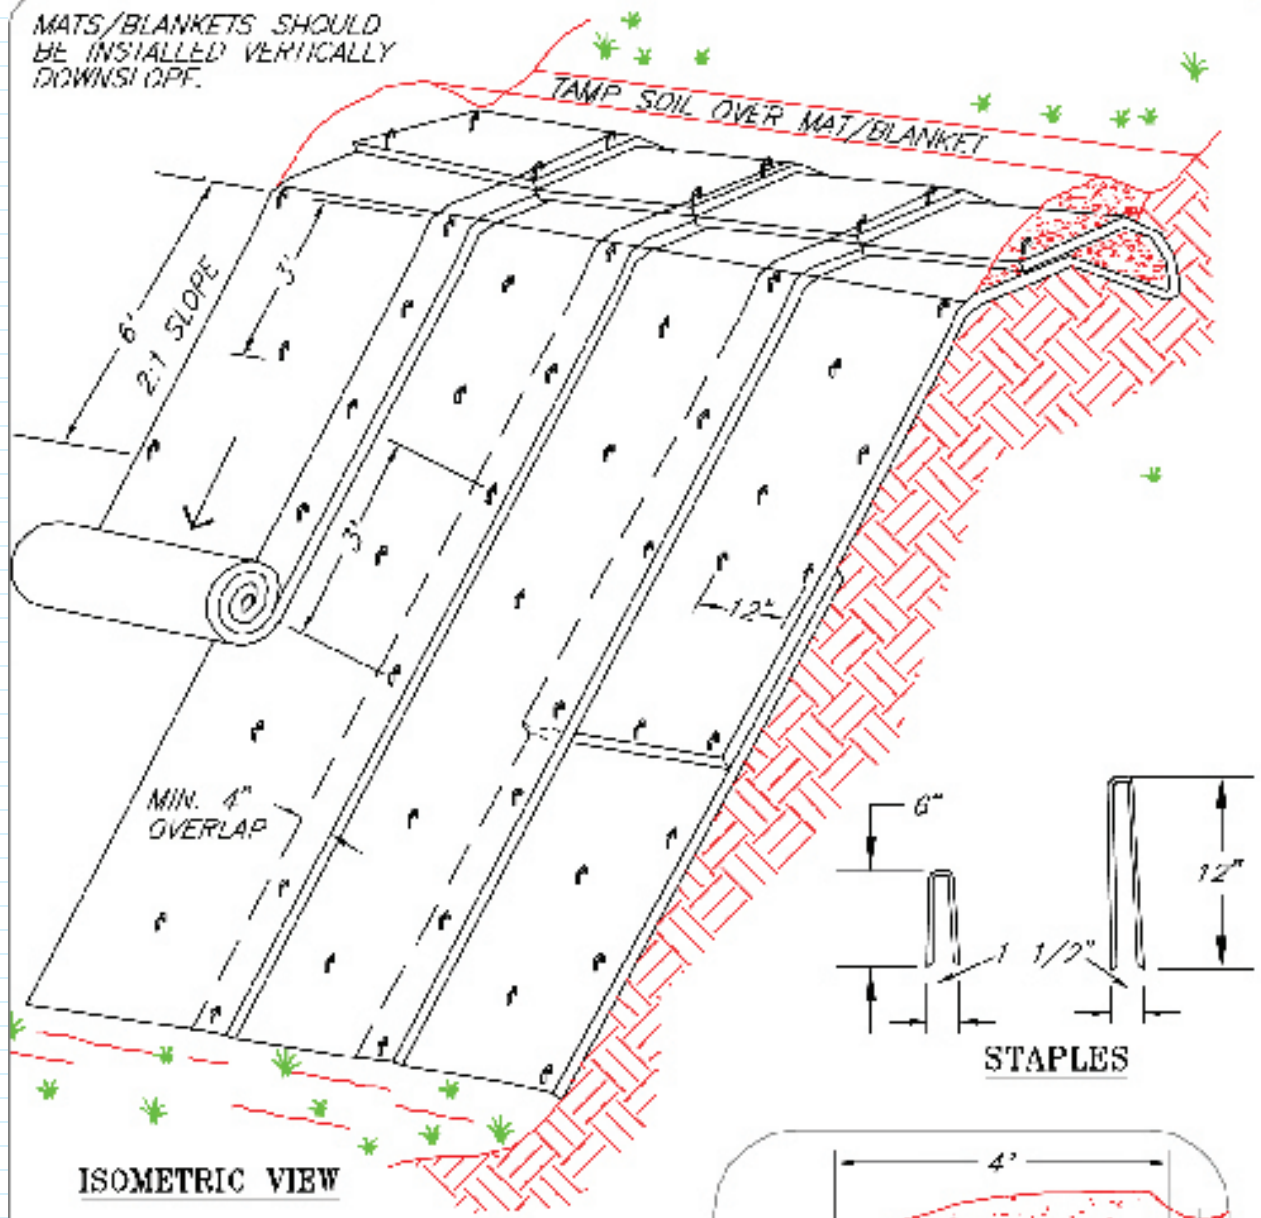 MATS/BLANKETS SHOULD
BE INSTALLED VERTICALLY
DOWNSLOPE.
TAMP SOIL OVER MAT/BLANKET
6'
2:1 SLOPE
3'
3'
12"
MIN. 4"
OVERLAP
6"
12"
1 1/2"
STAPLES
ISOMETRIC VIEW
4'